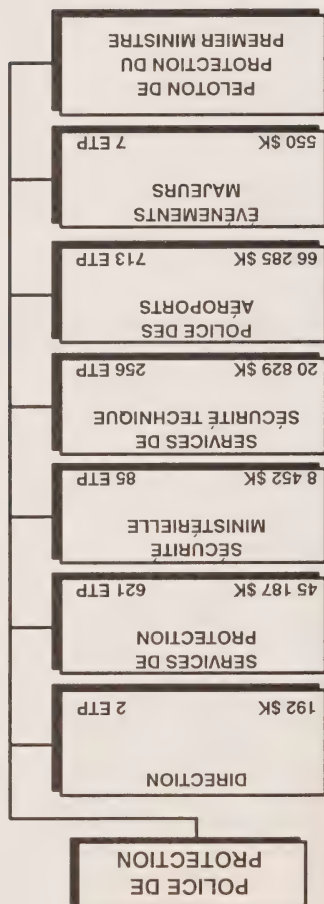 POLICE DE
PROTECTION
DIRECTION
192 $K 2 ETP
SERVICES DE
PROTECTION
45 187 $K 621 ETP
SÉCURITÉ
MINISTÉRIELLE
8 452 $K 85 ETP
SERVICES DE
SÉCURITÉ TECHNIQUE
20 829 $K 256 ETP
POLICE DES
AÉROPORTS
66 285 $K 713 ETP
ÉVÉNEMENTS
MAJEURS
550 $K 7 ETP
PELOTON DE
PROTECTION DU
PREMIER MINISTRE